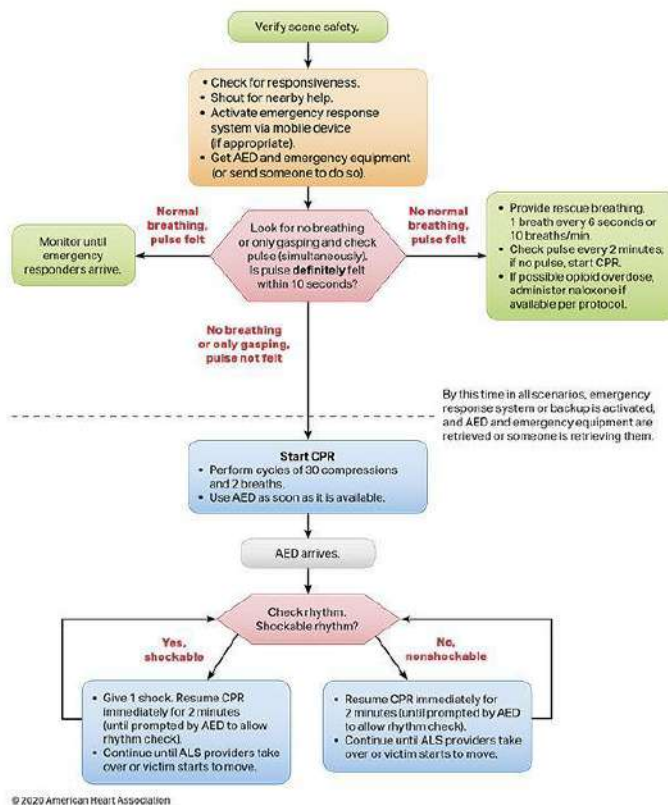 Verify scene safety.
• Check for responsiveness.
• Shout for nearby help.
• Activate emergency response
system via mobile device
(if appropriate).
• Get AED and emergency equipment
(or send someone to do so).
Normal
breathing,
pulse felt
Monitor until
emergency
responders
arrive.
Look for no breathing
or only gasping and check
pulse (simultaneously).
Is pulse definitely felt
within 10 seconds?
No normal
breathing,
pulse felt
• Provide rescue breathing,
1 breath every 6 seconds or
10 breaths/min.
• Check pulse every 2 minutes;
if no pulse, start CPR.
• If possible opioid overdose,
administer naloxone if
available per protocol.
No breathing
or only gasping,
pulse not felt
By this time in all scenarios, emergency
response system or backup is activated,
and AED and emergency equipment are
retrieved or someone is retrieving them.
Start CPR
• Perform cycles of 30 compressions
and 2 breaths.
• Use AED as soon as it is available.
AED arrives.
Check rhythm.
Shockable rhythm?
Yes,
shockable
No,
nonshockable
• Give 1 shock. Resume CPR
immediately for 2 minutes
(until prompted by AED to allow
rhythm check).
• Continue until ALS providers take
over or victim starts to move.
• Resume CPR immediately for
2 minutes (until prompted by AED
to allow rhythm check).
• Continue until ALS providers take
over or victim starts to move.
© 2020 American Heart Association